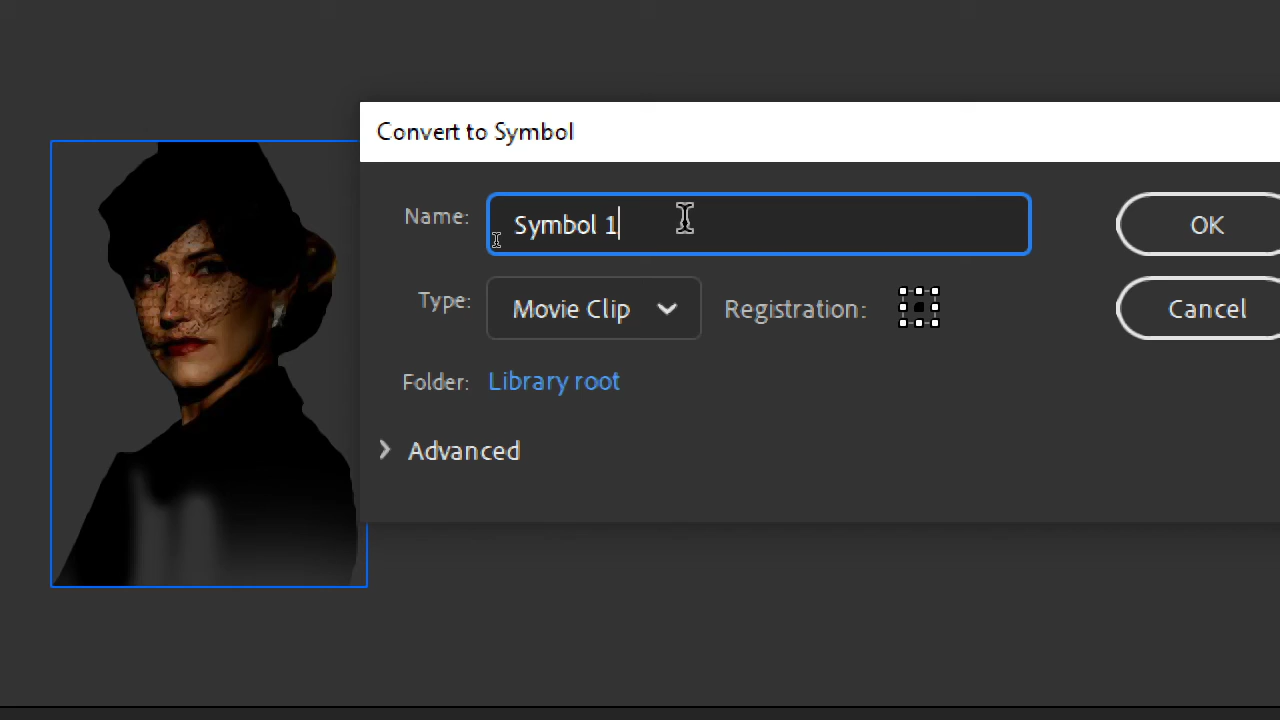 Convert to Symbol
Name: Symbol 1 OK
Type: Movie Clip Registration: Cancel
Folder: Library root
Advanced